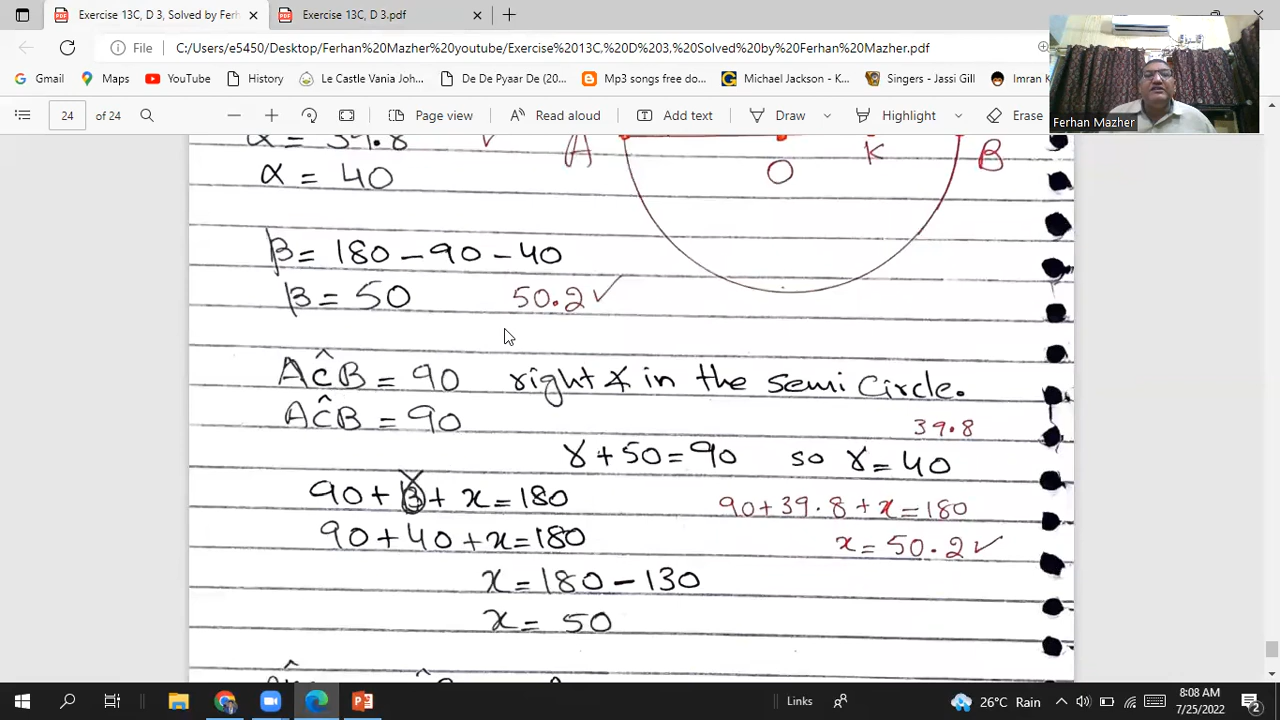 Exercise 13C, D 3, Solved by Ferh
Exercise 13C, D 3.pdf
File
C:/Users/e5450/Desktop/Ferhan%20Mazher%20youtube/Exercise%2013C,%20D%203,%20Solved%20by%20Ferhan%20Mazher.pdf
Gmail
Maps
YouTube
History
Le Castle Vania Joh...
De De Pyaar De (20...
Mp3 songs free do...
Michael Jackson - K...
Singers - Jassi Gill
Imran K
24 of 24
Page view
Read aloud
Add text
Draw
Highlight
Erase
Ferhan Mazher
A
K
B
O
α = 40
β = 180 - 90 - 40
β = 50 50.2 ✓
AĈB = 90 right ∡ in the semi Circle.
AĈB = 90
39.8
γ + 50 = 90 so γ = 40
90 + + x = 180
90 + 39.8 + x = 180
90 + 40 + x = 180
x = 50.2 ✓
x = 180 - 130
x = 50
Links
26°C Rain
8:08 AM
7/25/2022
2